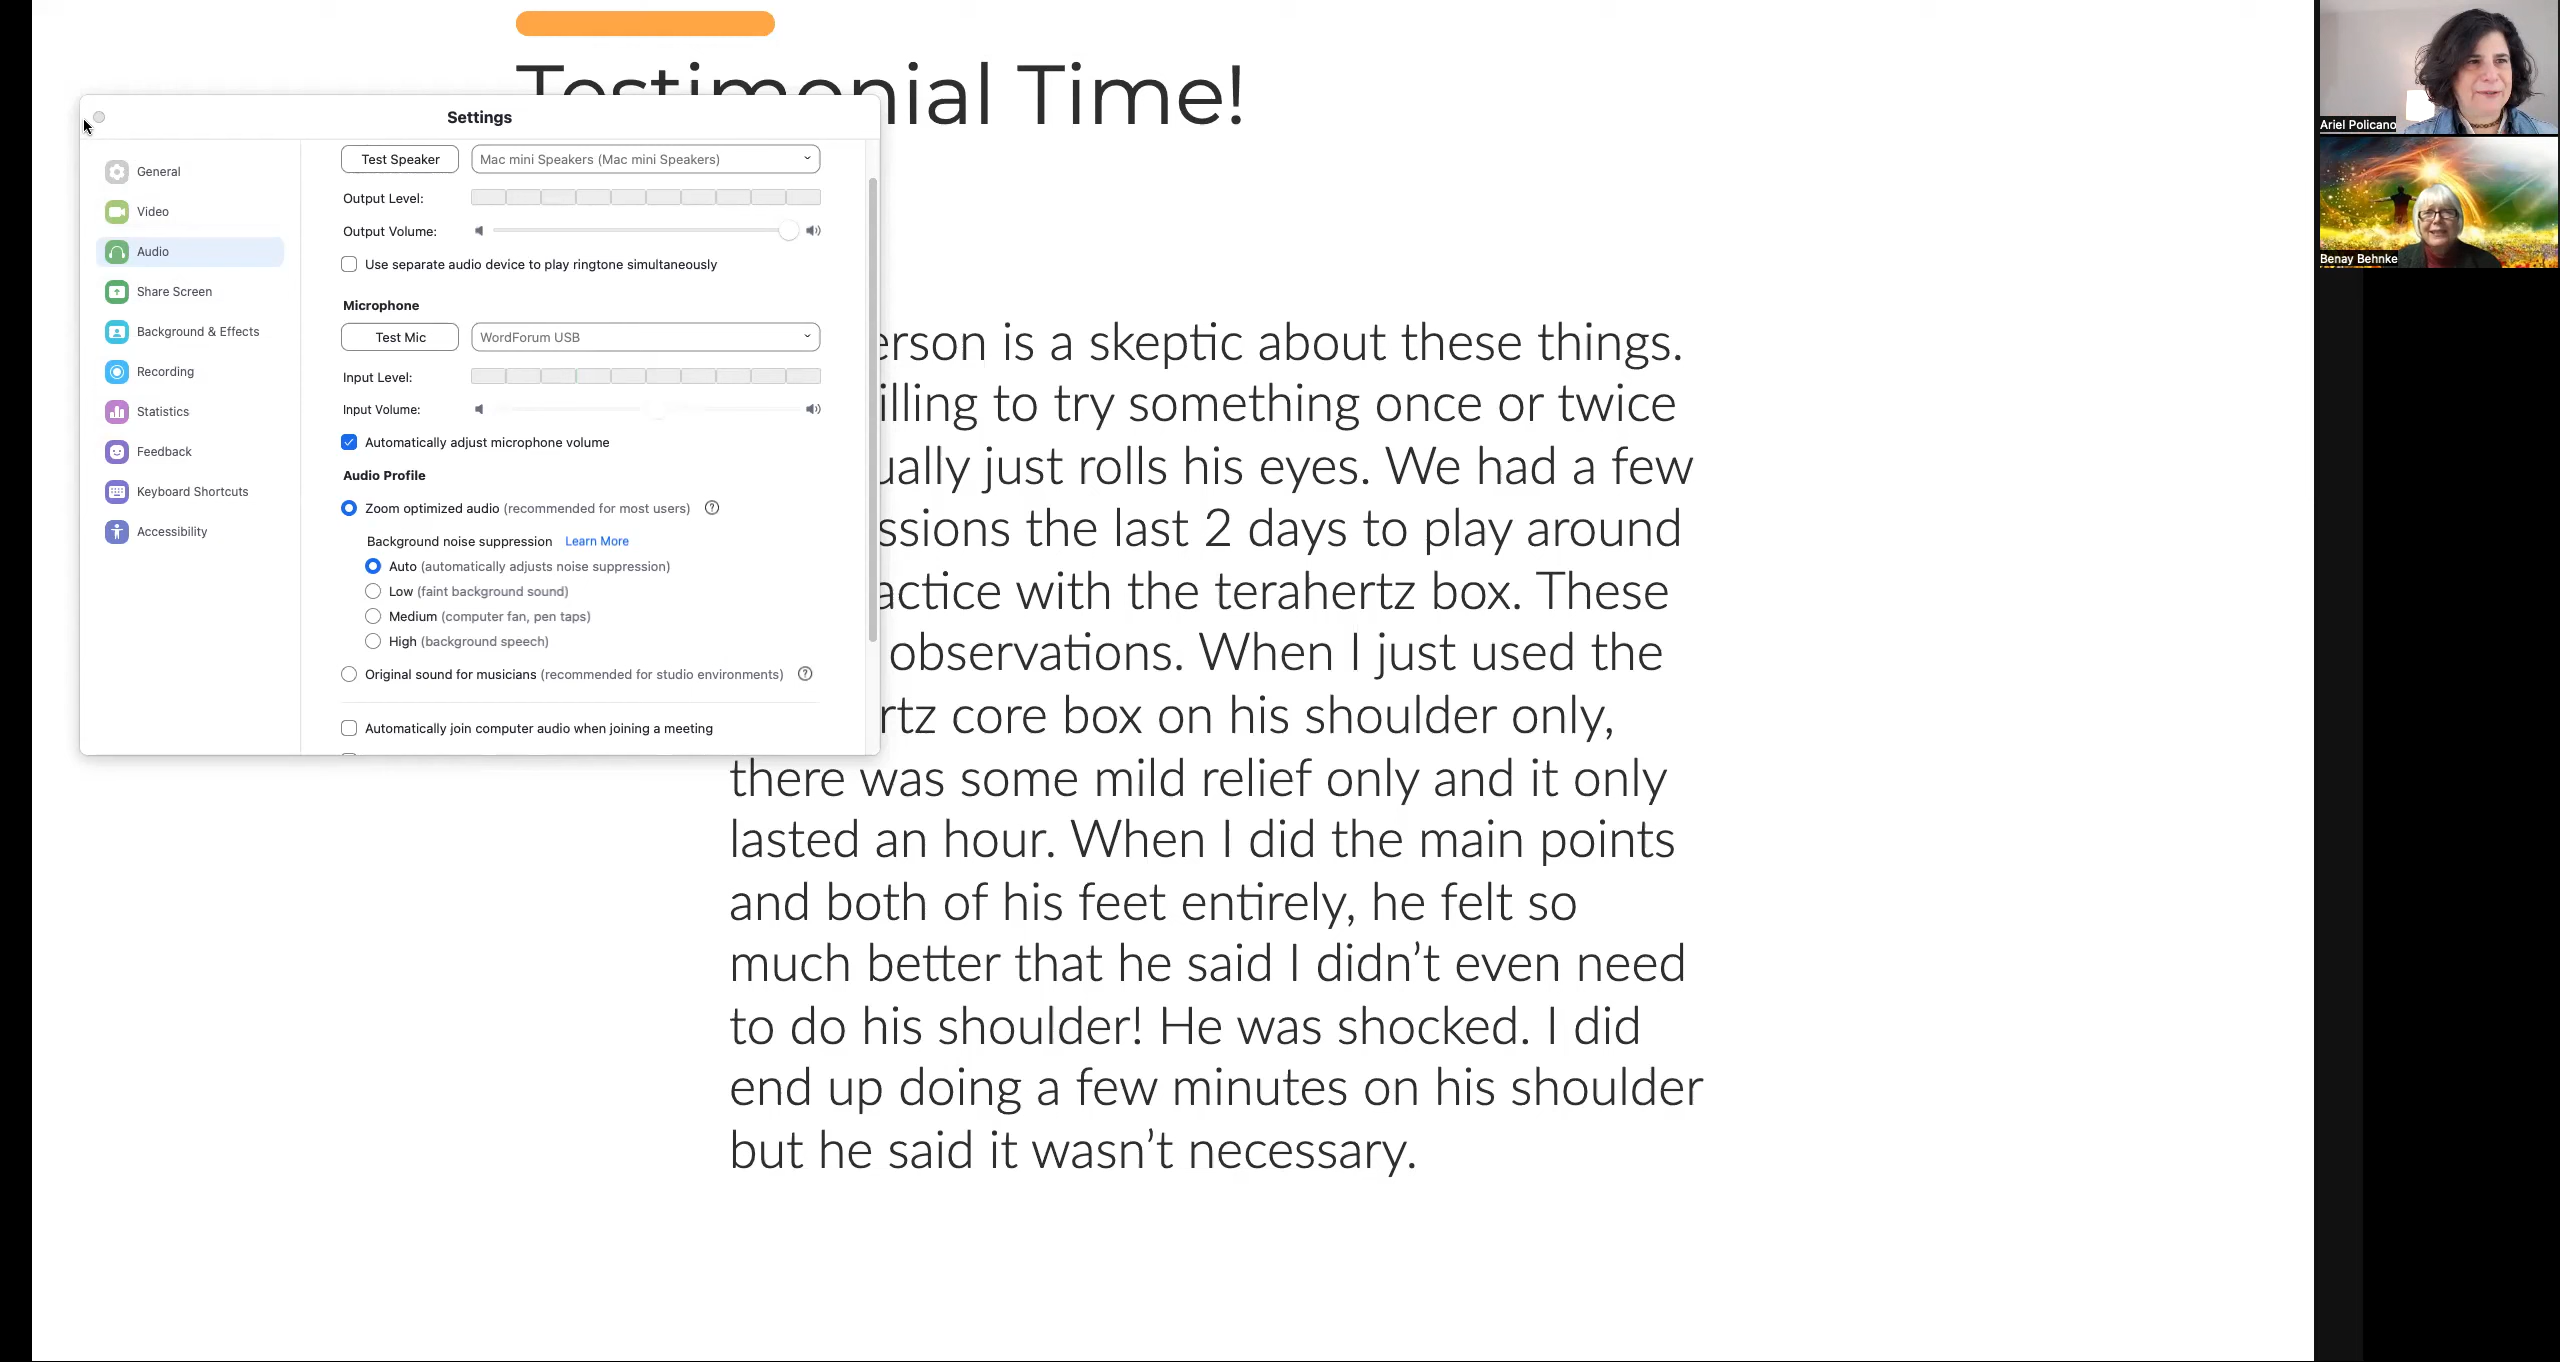 Testimonial Time!
Settings
General
Video
Audio
Share Screen
Background & Effects
Recording
Statistics
Feedback
Keyboard Shortcuts
Accessibility
Test Speaker
Mac mini Speakers (Mac mini Speakers)
Output Level:
Output Volume:
Use separate audio device to play ringtone simultaneously
Microphone
Test Mic
WordForum USB
Input Level:
Input Volume:
Automatically adjust microphone volume
Audio Profile
Zoom optimized audio (recommended for most users)
Background noise suppression Learn More
Auto (automatically adjusts noise suppression)
Low (faint background sound)
Medium (computer fan, pen taps)
High (background speech)
Original sound for musicians (recommended for studio environments)
Automatically join computer audio when joining a meeting
erson is a skeptic about these things.
illing to try something once or twice
ually just rolls his eyes. We had a few
ssions the last 2 days to play around
actice with the terahertz box. These
observations. When I just used the
rtz core box on his shoulder only,
there was some mild relief only and it only
lasted an hour. When I did the main points
and both of his feet entirely, he felt so
much better that he said I didn’t even need
to do his shoulder! He was shocked. I did
end up doing a few minutes on his shoulder
but he said it wasn’t necessary.
Ariel Policano
Benay Behnke